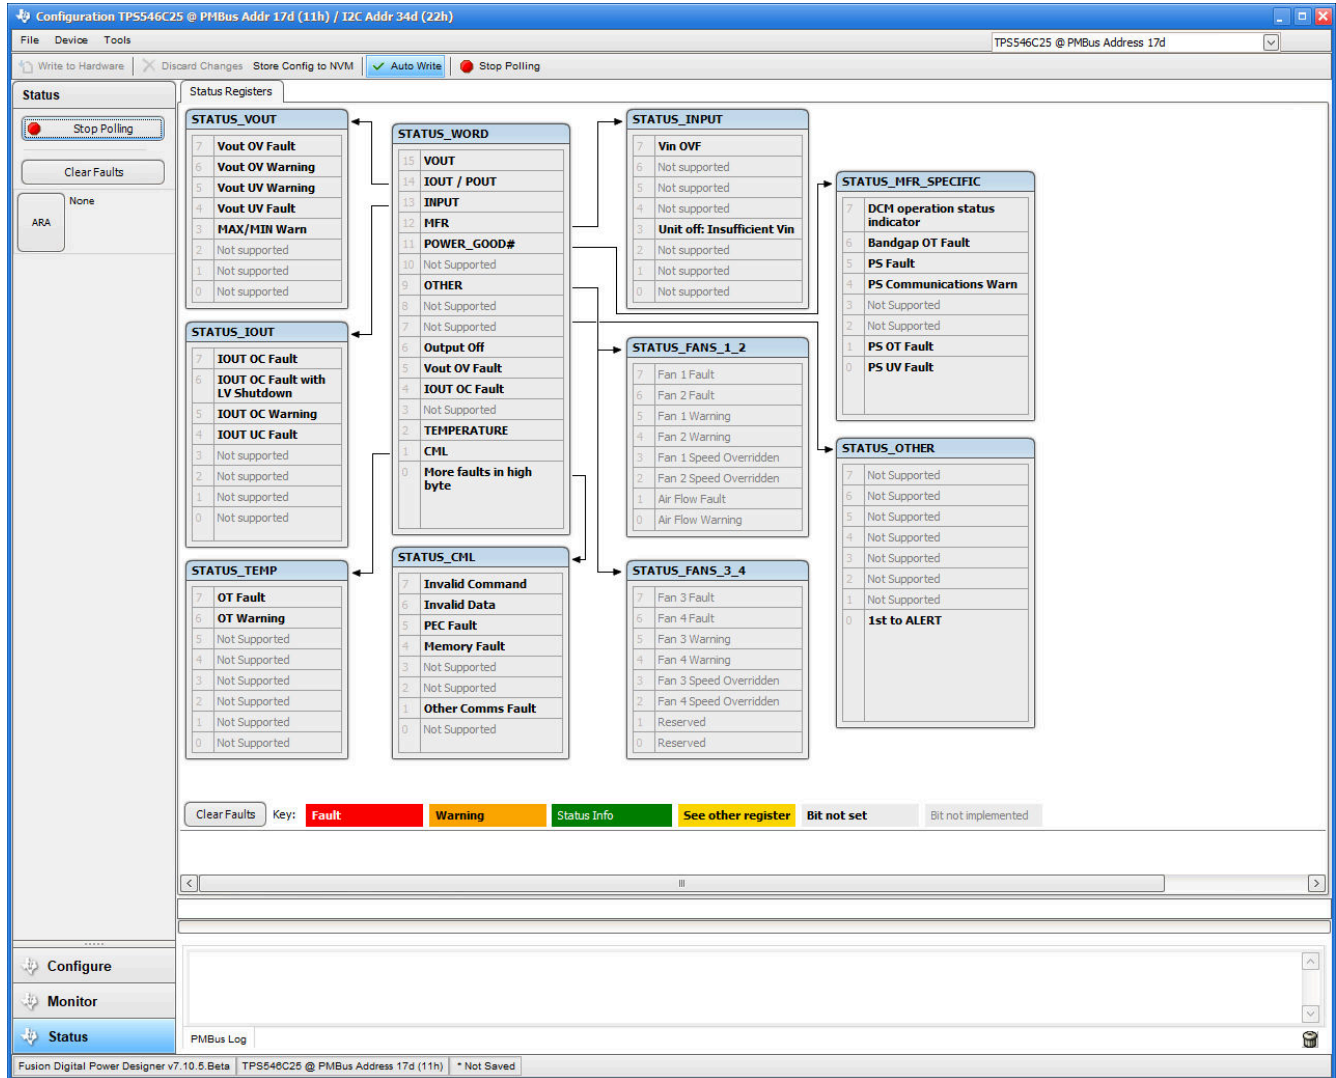 Configuration TPS546C25 @ PMBus Addr 17d (11h) / I2C Addr 34d (22h)
File Device Tools
TPS546C25 @ PMBus Address 17d
Write to Hardware Discard Changes Store Config to NVM Auto Write Stop Polling
Status
Stop Polling
Clear Faults
ARA None
Status Registers
STATUS_VOUT
7 Vout OV Fault
6 Vout OV Warning
5 Vout UV Warning
4 Vout UV Fault
3 MAX/MIN Warn
2 Not supported
1 Not supported
0 Not supported
STATUS_IOUT
7 IOUT OC Fault
6 IOUT OC Fault with
LV Shutdown
5 IOUT OC Warning
4 IOUT UC Fault
3 Not supported
2 Not supported
1 Not supported
0 Not supported
STATUS_TEMP
7 OT Fault
6 OT Warning
5 Not Supported
4 Not Supported
3 Not Supported
2 Not Supported
1 Not Supported
0 Not Supported
STATUS_WORD
15 VOUT
14 IOUT / POUT
13 INPUT
12 MFR
11 POWER_GOOD#
10 Not Supported
9 OTHER
8 Not Supported
7 Not Supported
6 Output Off
5 Vout OV Fault
4 IOUT OC Fault
3 Not Supported
2 TEMPERATURE
1 CML
0 More faults in high
byte
STATUS_CML
7 Invalid Command
6 Invalid Data
5 PEC Fault
4 Memory Fault
3 Not Supported
2 Not Supported
1 Other Comms Fault
0 Not Supported
STATUS_INPUT
7 Vin OVF
6 Not supported
5 Not supported
4 Not supported
3 Unit off: Insufficient Vin
2 Not supported
1 Not supported
0 Not supported
STATUS_FANS_1_2
7 Fan 1 Fault
6 Fan 2 Fault
5 Fan 1 Warning
4 Fan 2 Warning
3 Fan 1 Speed Overridden
2 Fan 2 Speed Overridden
1 Air Flow Fault
0 Air Flow Warning
STATUS_FANS_3_4
7 Fan 3 Fault
6 Fan 4 Fault
5 Fan 3 Warning
4 Fan 4 Warning
3 Fan 3 Speed Overridden
2 Fan 4 Speed Overridden
1 Reserved
0 Reserved
STATUS_MFR_SPECIFIC
7 DCM operation status
indicator
6 Bandgap OT Fault
5 PS Fault
4 PS Communications Warn
3 Not Supported
2 Not Supported
1 PS OT Fault
0 PS UV Fault
STATUS_OTHER
7 Not Supported
6 Not Supported
5 Not Supported
4 Not Supported
3 Not Supported
2 Not Supported
1 Not Supported
0 1st to ALERT
Clear Faults Key: Fault Warning Status Info See other register Bit not set Bit not implemented
Configure
Monitor
Status
PMBus Log
Fusion Digital Power Designer v7.10.5.Beta TPS546C25 @ PMBus Address 17d (11h) * Not Saved